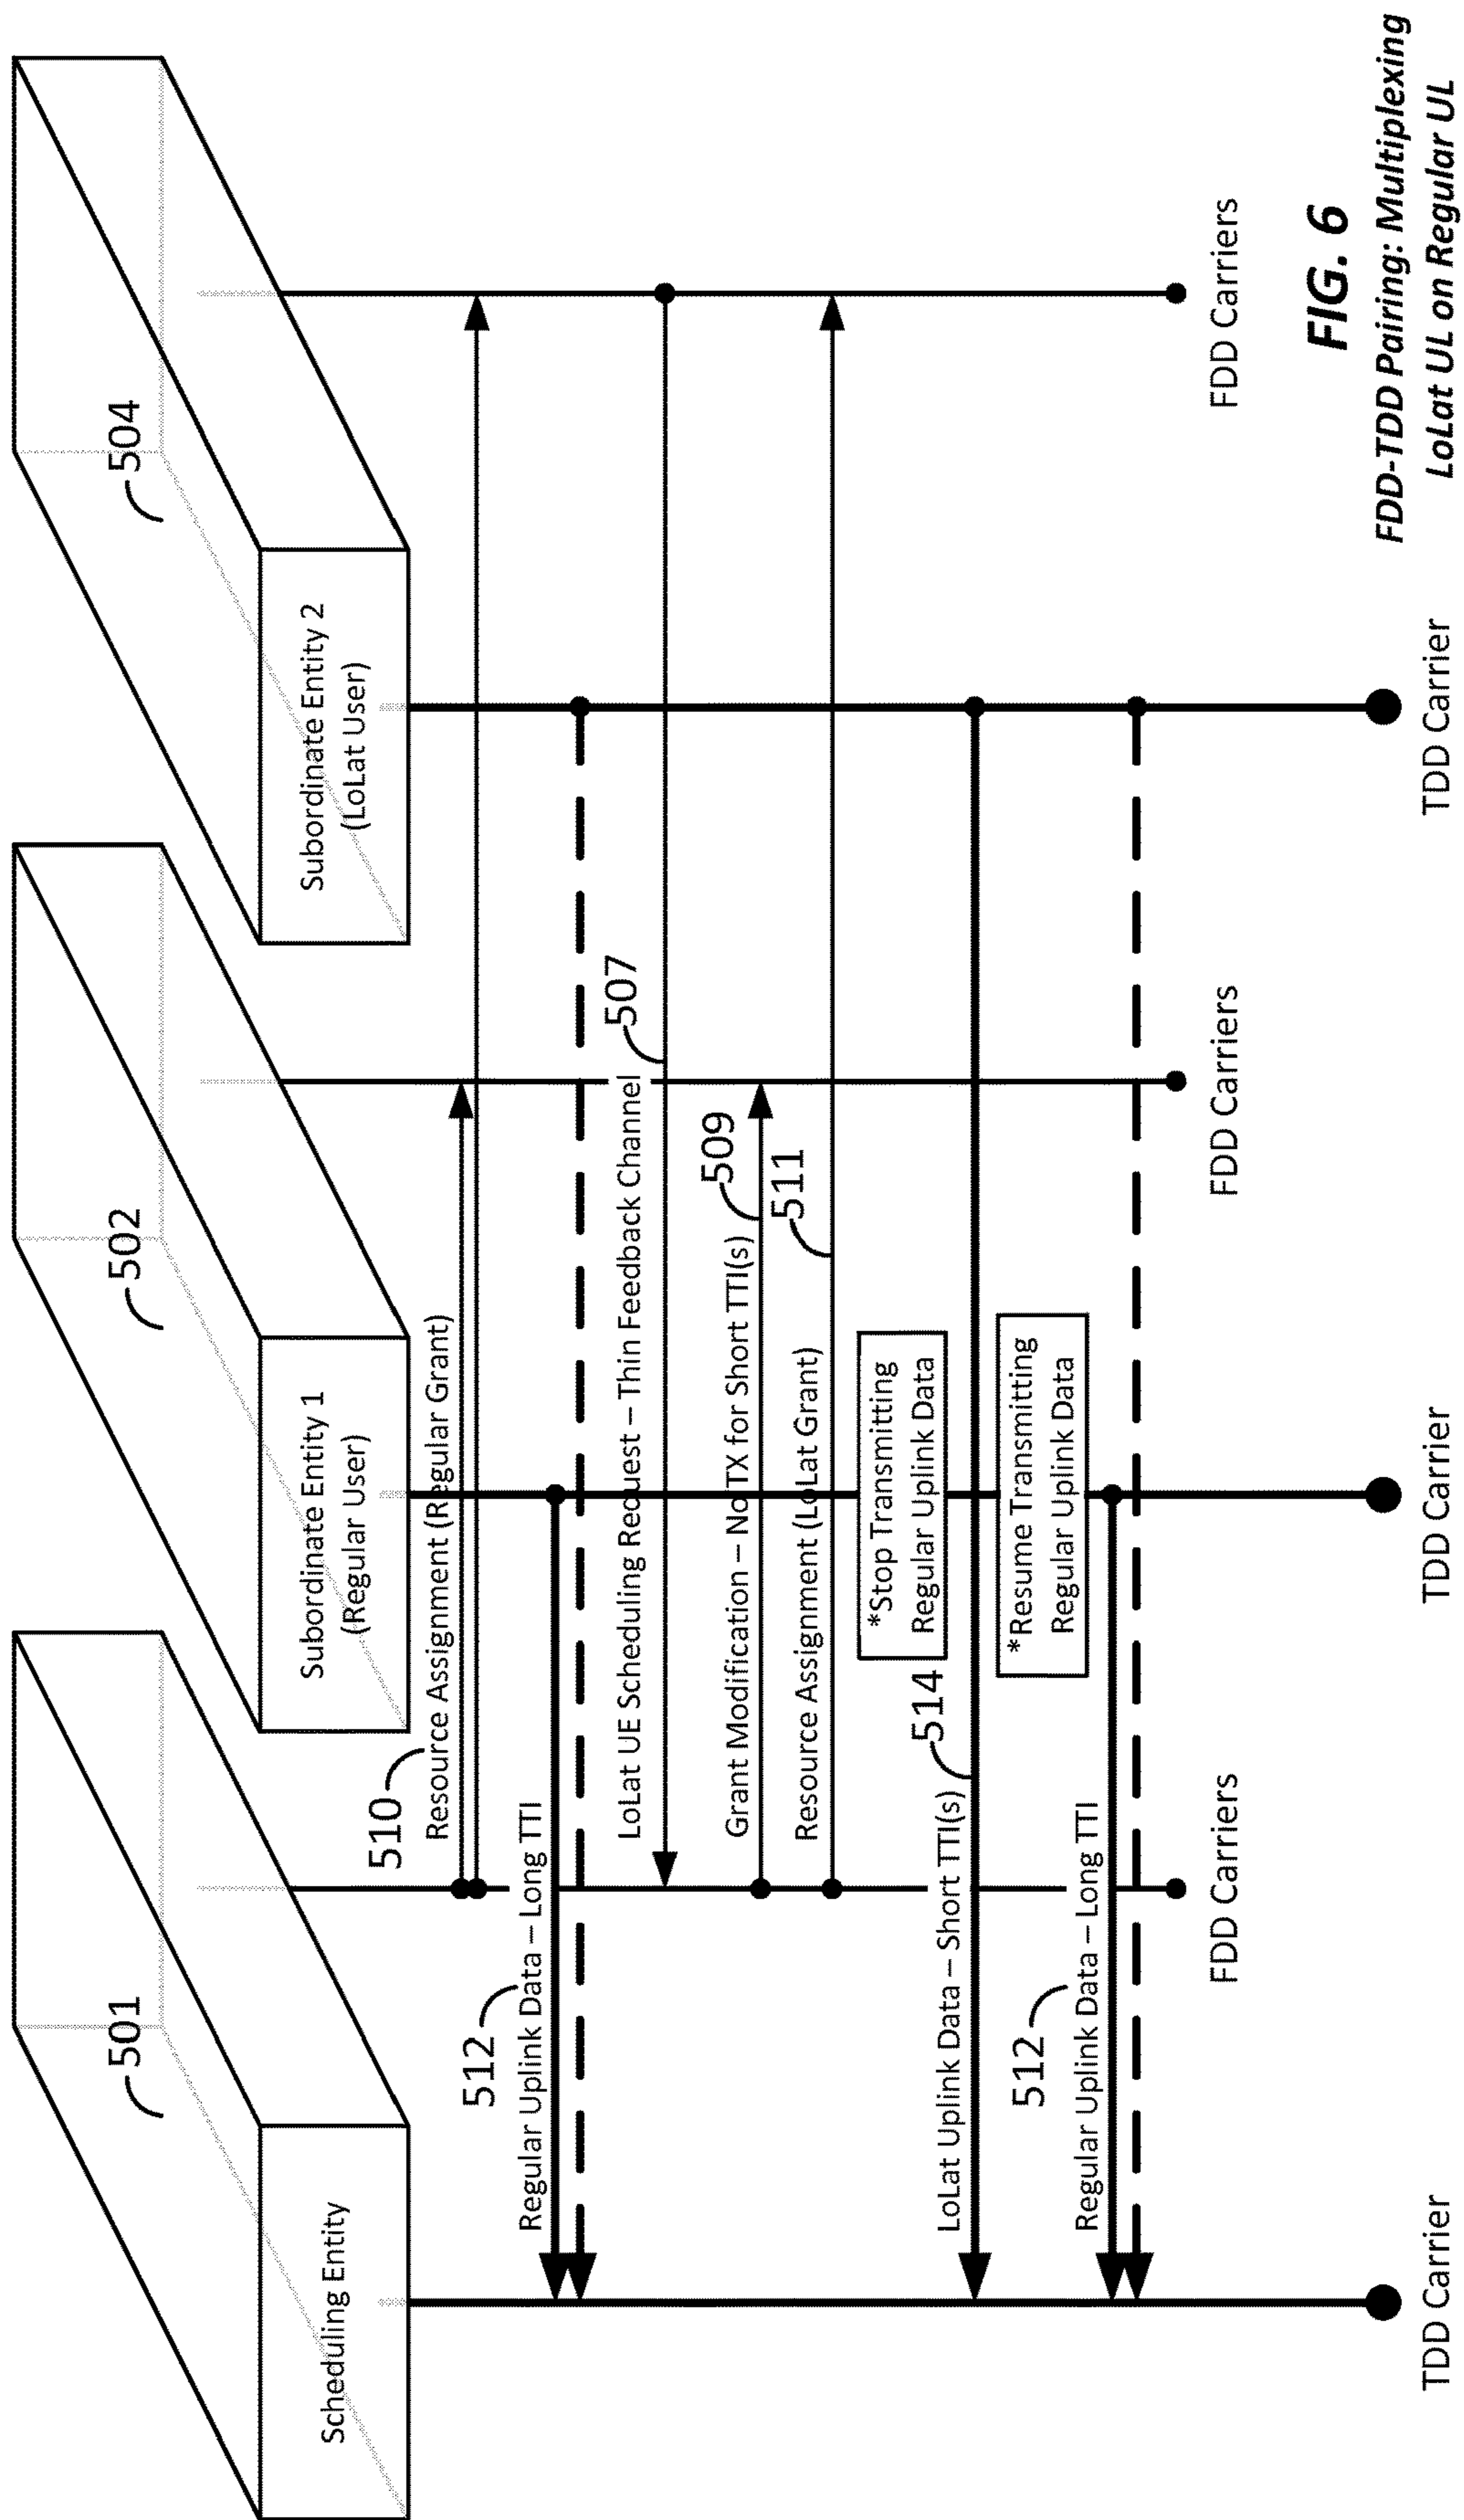 501
502
504
Scheduling Entity
Subordinate Entity 1
(Regular User)
Subordinate Entity 2
(LoLat User)
510
Resource Assignment (Regular Grant)
512
Regular Uplink Data – Long TTI
507
LoLat UE Scheduling Request – Thin Feedback Channel
509
Grant Modification – No TX for Short TTI(s)
511
Resource Assignment (LoLat Grant)
*Stop Transmitting
Regular Uplink Data
514
LoLat Uplink Data – Short TTI(s)
*Resume Transmitting
Regular Uplink Data
512
Regular Uplink Data – Long TTI
FDD Carriers
FDD Carriers
FDD Carriers
TDD Carrier
TDD Carrier
TDD Carrier
FIG. 6
FDD-TDD Pairing: Multiplexing
LoLat UL on Regular UL